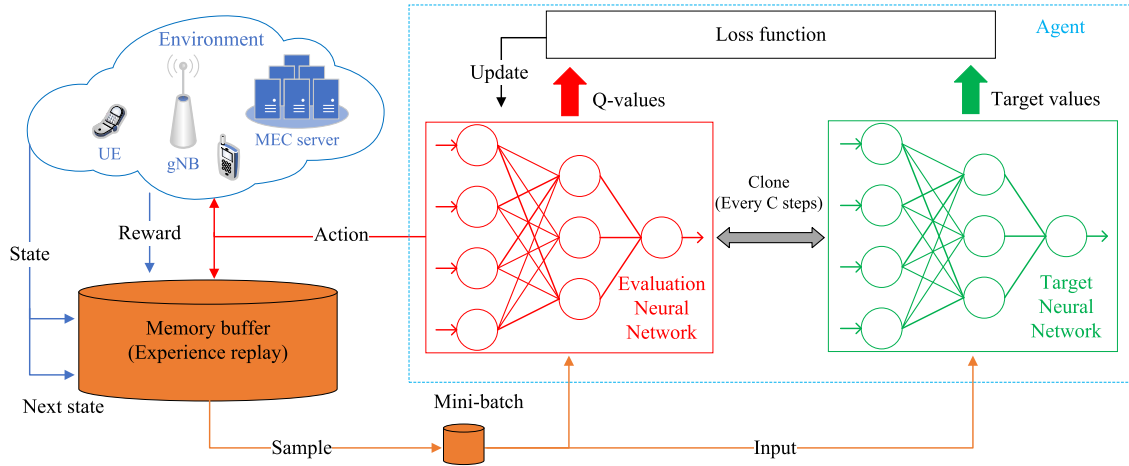 Environment
UE
gNB
MEC server
Agent
Loss function
Update
Q-values
Target values
Clone
(Every C steps)
Evaluation
Neural
Network
Target
Neural
Network
State
Reward
Action
Memory buffer
(Experience replay)
Next state
Mini-batch
Sample
Input